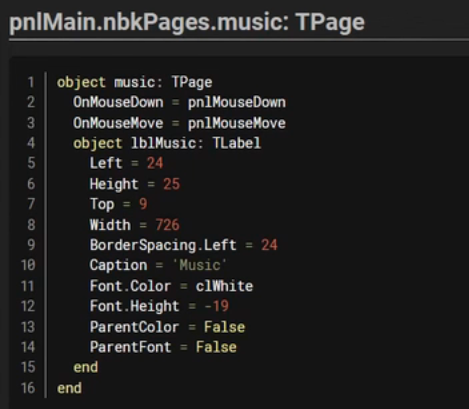 pnlMain.nbkPages.music: TPage
1 object music: TPage
2 OnMouseDown = pnlMouseDown
3 OnMouseMove = pnlMouseMove
4 object lblMusic: TLabel
5 Left = 24
6 Height = 25
7 Top = 9
8 Width = 726
9 BorderSpacing.Left = 24
10 Caption = 'Music'
11 Font.Color = clWhite
12 Font.Height = -19
13 ParentColor = False
14 ParentFont = False
15 end
16 end